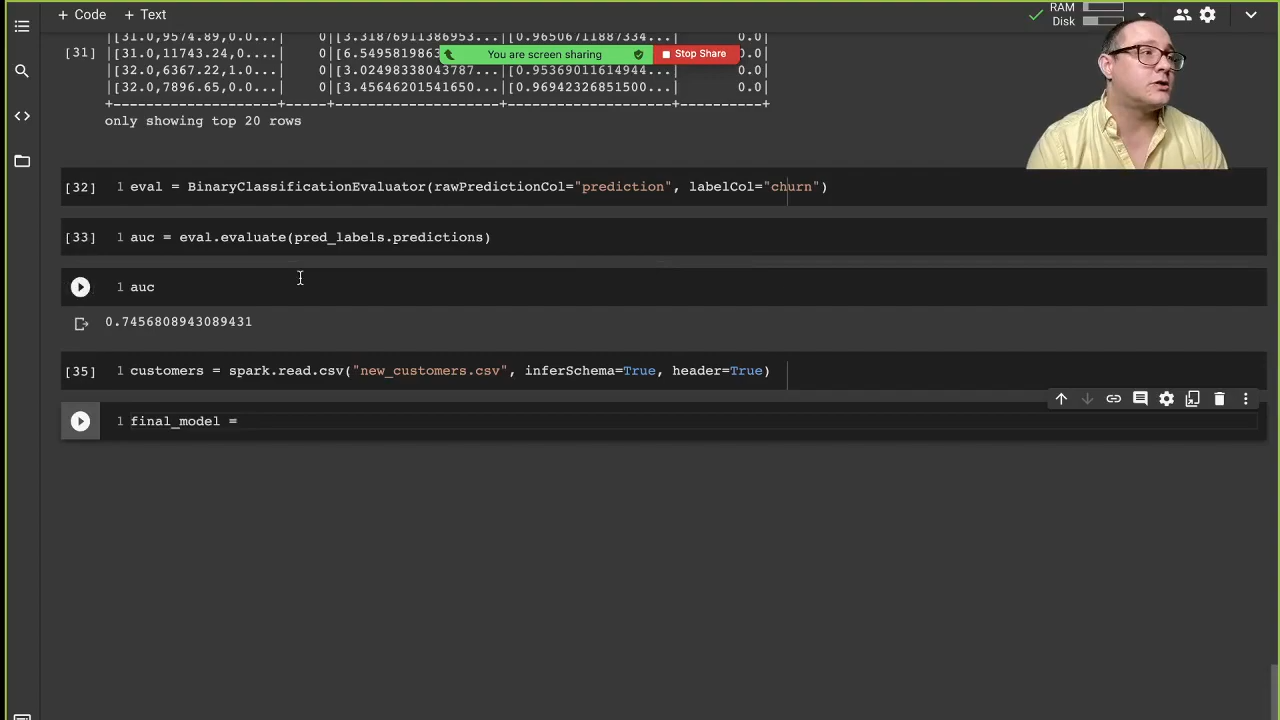 + Code + Text
RAM
Disk
[31.0,9574.89,0.0...| 0|[3.31876911386953...|[0.96506711887334...| 0.0|
[31] |[31.0,11743.24,0.0...| 0|[6.54958198 0.0|
You are screen sharing Stop Share
|[32.0,6367.22,1.0...| 0|[3.02498338043787...|[0.95369011614944...| 0.0|
|[32.0,7896.65,0.0...| 0|[3.45646201541650...|[0.96942326851500...| 0.0|
+--------------------+-----+--------------------+--------------------+----------+
only showing top 20 rows
[32] 1 eval = BinaryClassificationEvaluator(rawPredictionCol="prediction", labelCol="churn")
[33] 1 auc = eval.evaluate(pred_labels.predictions)
1 auc
0.7456808943089431
[35] 1 customers = spark.read.csv("new_customers.csv", inferSchema=True, header=True)
1 final_model =